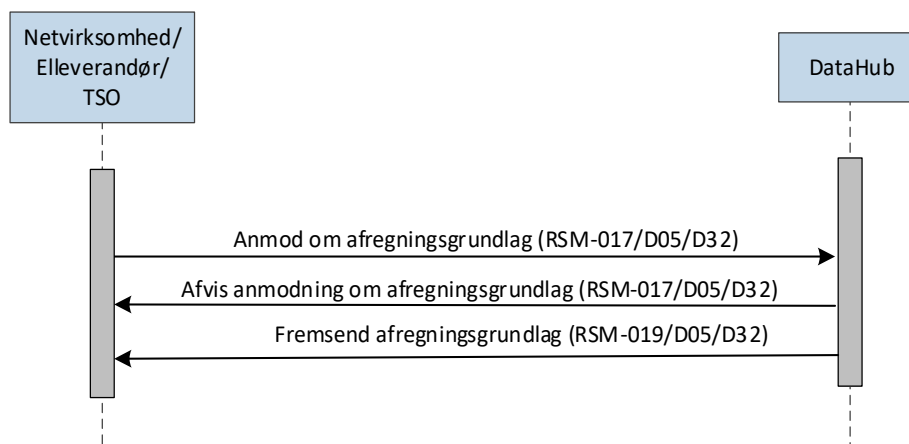 Netvirksomhed/
Elleverandør/
TSO
DataHub
Anmod om afregningsgrundlag (RSM-017/D05/D32)
Afvis anmodning om afregningsgrundlag (RSM-017/D05/D32)
Fremsend afregningsgrundlag (RSM-019/D05/D32)